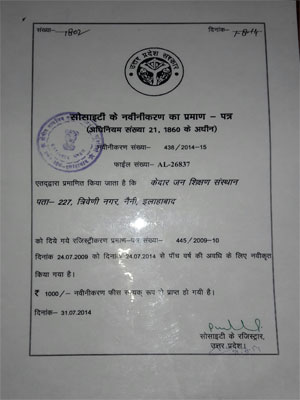 संख्या- 1802 दिनांक-
उत्तर प्रदेश सरकार
सोसाइटी के नवीनीकरण का प्रमाण - पत्र
(अधिनियम संख्या 21, 1860 के अधीन)
नवीनीकरण संख्या- 436/2014-15
फाईल संख्या- AL-26837
एतद्द्वारा प्रमाणित किया जाता है कि केदार जन शिक्षण संस्थान
पता- 227, त्रिवेणी नगर, नैनी, इलाहाबाद
को दिये गये रजिस्ट्रीकरण प्रमाण-पत्र संख्या- 445/2009-10
दिनांक 24.07.2009 को दिनांक 24.07.2014 से पाँच वर्ष की अवधि के लिए नवीकृत
किया गया है।
₹ 1000/- नवीनीकरण फीस सम्यक् रूप से प्राप्त हो गयी है।
दिनांक- 31.07.2014
सोसाइटी के रजिस्ट्रार,
उत्तर प्रदेश।